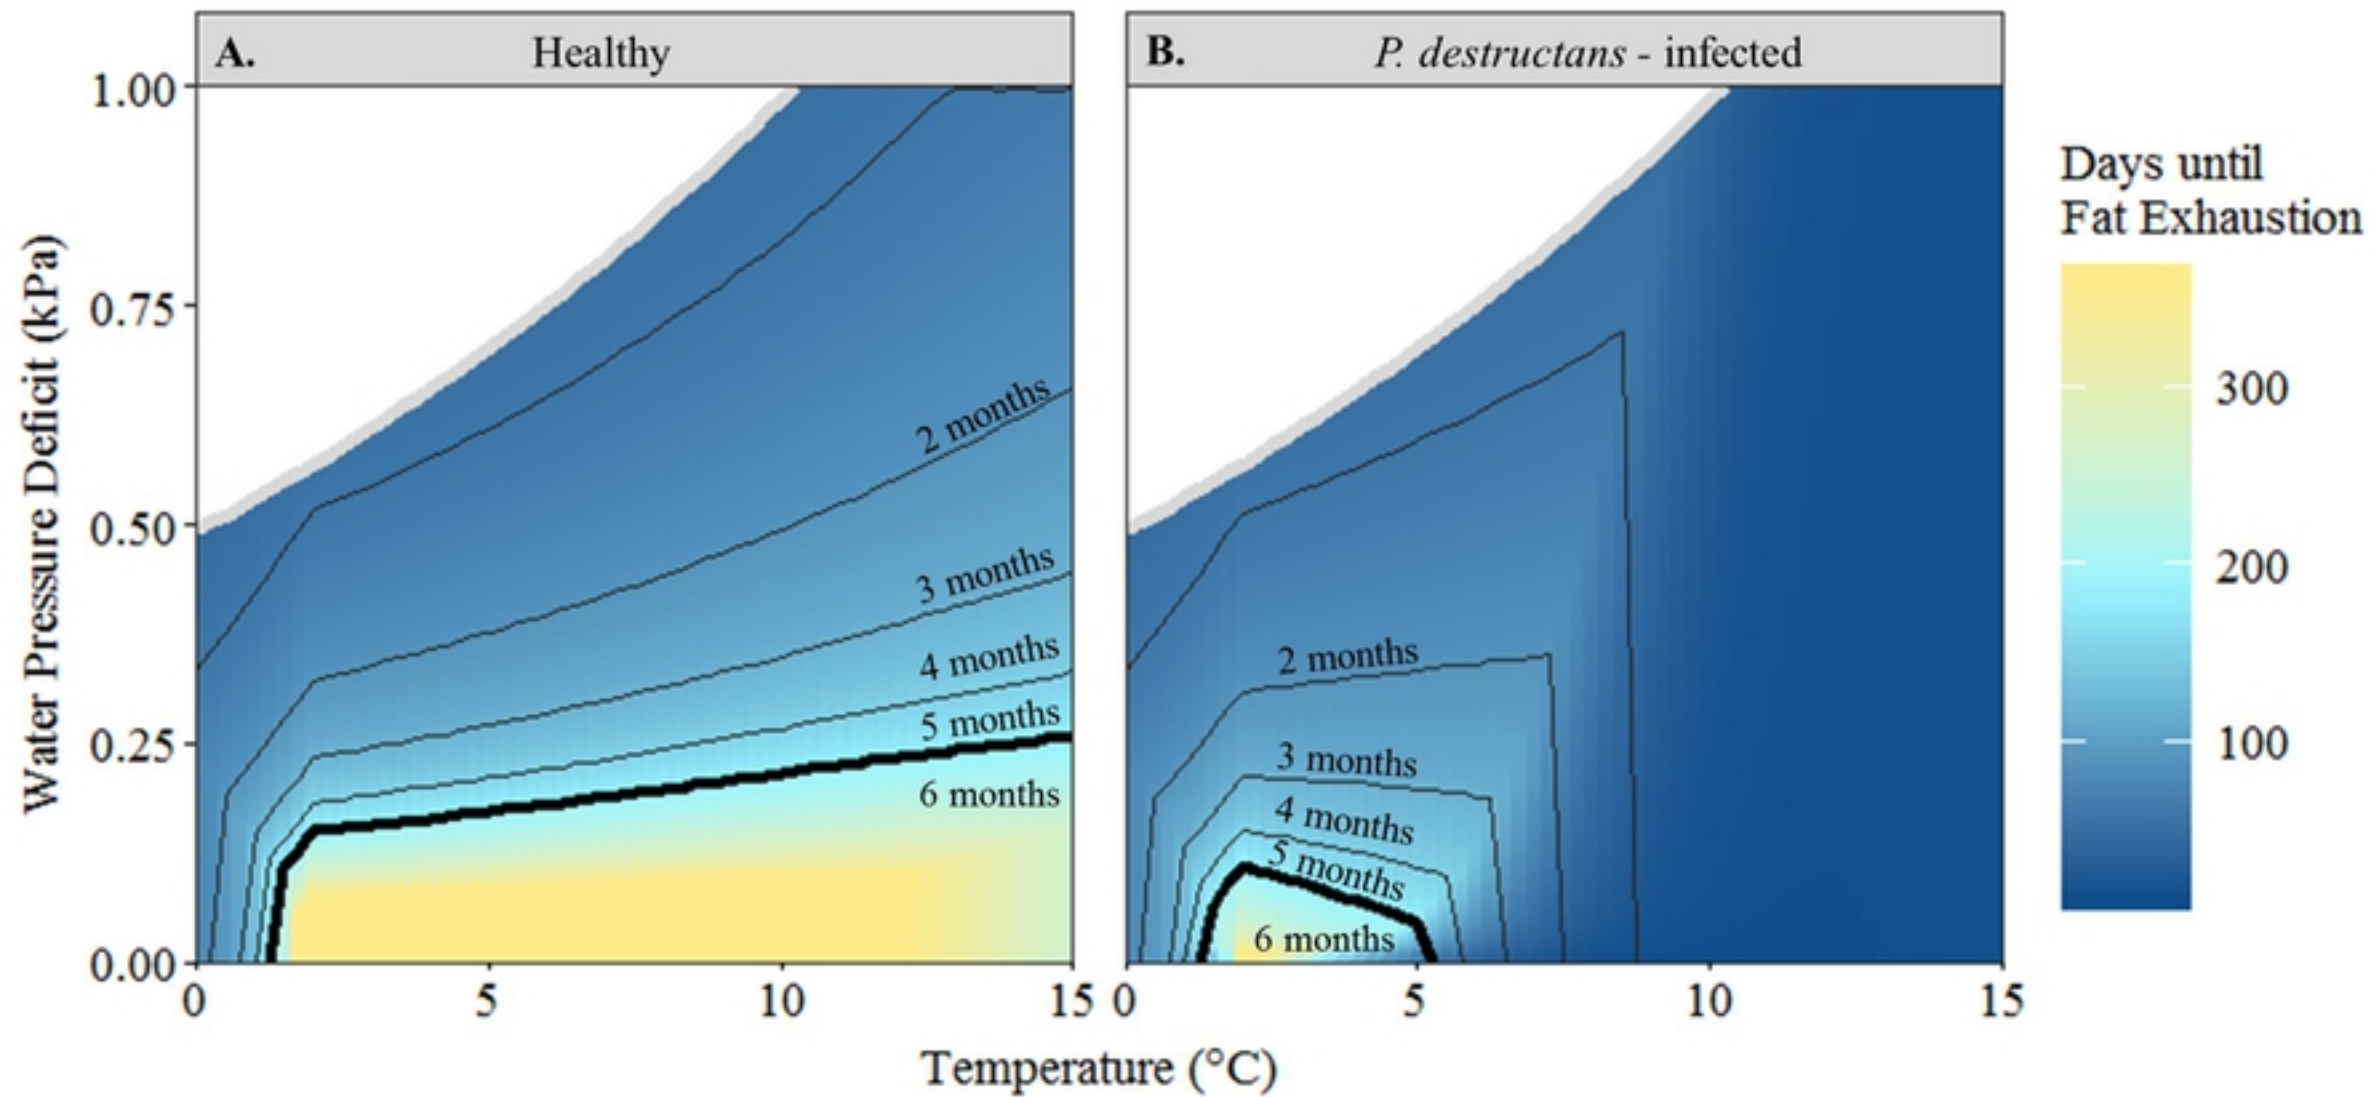 A. Healthy
B. P. destructans - infected
Water Pressure Deficit (kPa)
1.00
0.75
0.50
0.25
0.00
2 months
3 months
4 months
5 months
6 months
0 5 10 15
2 months
3 months
4 months
5 months
6 months
0 5 10 15
Temperature (°C)
Days until
Fat Exhaustion
300
200
100